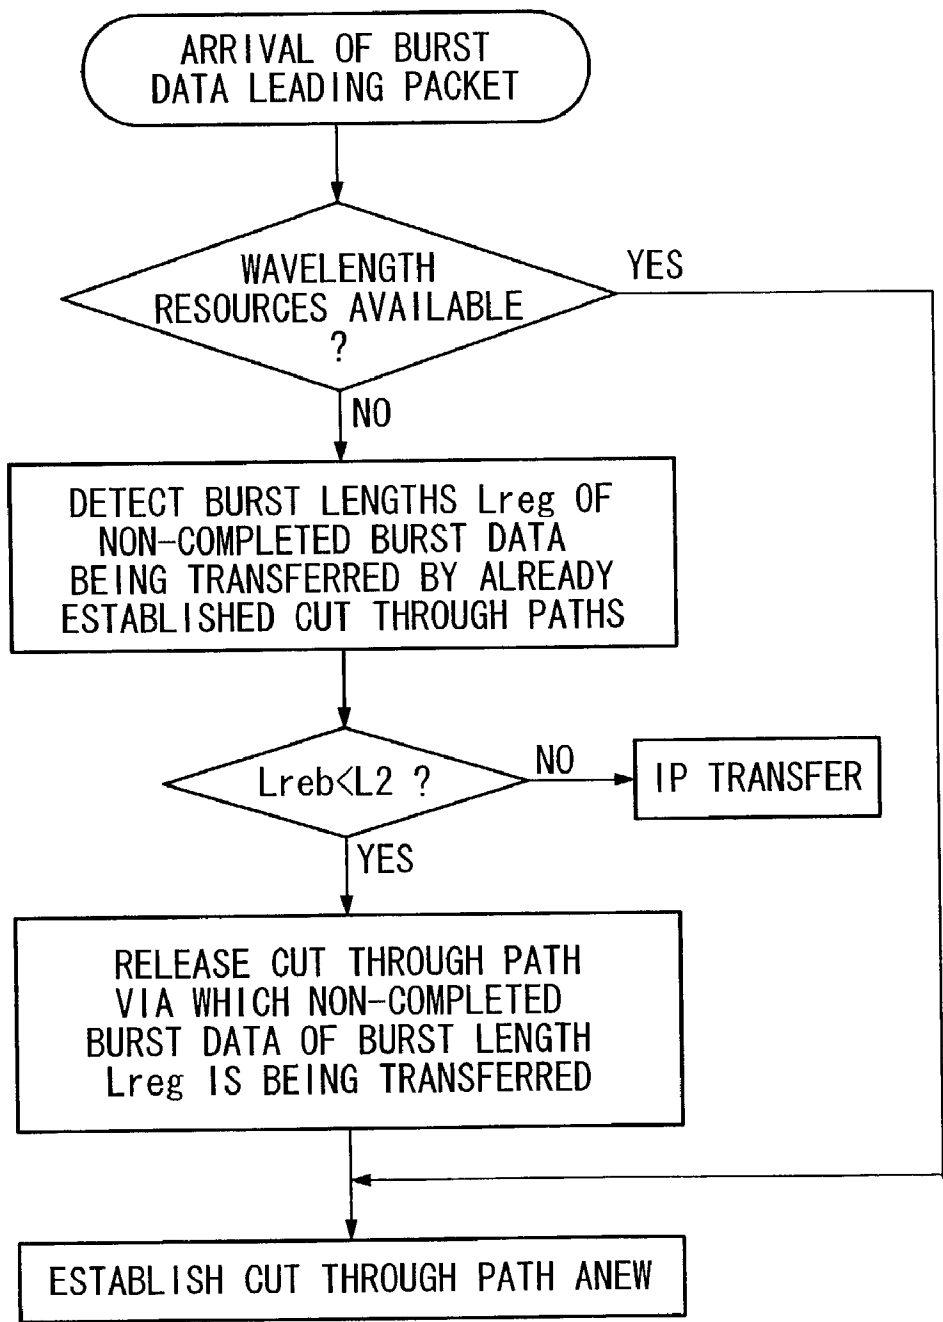 ARRIVAL OF BURST
DATA LEADING PACKET
WAVELENGTH
RESOURCES AVAILABLE
?
YES
NO
DETECT BURST LENGTHS Lreg OF
NON-COMPLETED BURST DATA
BEING TRANSFERRED BY ALREADY
ESTABLISHED CUT THROUGH PATHS
Lreb<L2 ?
NO
IP TRANSFER
YES
RELEASE CUT THROUGH PATH
VIA WHICH NON-COMPLETED
BURST DATA OF BURST LENGTH
Lreg IS BEING TRANSFERRED
ESTABLISH CUT THROUGH PATH ANEW